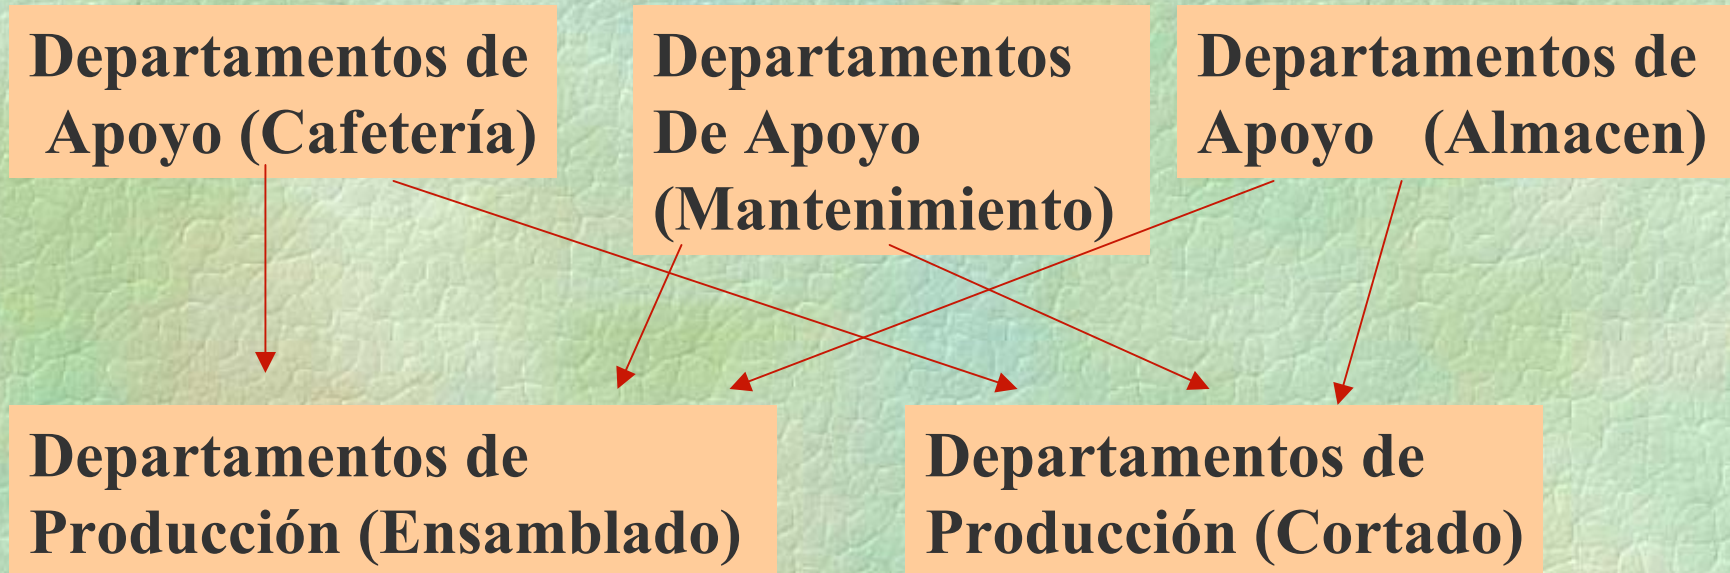 Departamentos de
Apoyo (Cafetería)
Departamentos
De Apoyo
(Mantenimiento)
Departamentos de
Apoyo (Almacen)
Departamentos de
Producción (Ensamblado)
Departamentos de
Producción (Cortado)